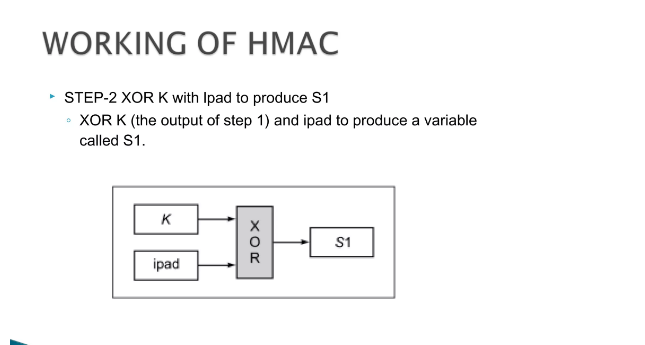 WORKING OF HMAC
STEP-2 XOR K with Ipad to produce S1
XOR K (the output of step 1) and ipad to produce a variable
called S1.
K
XOR
S1
ipad